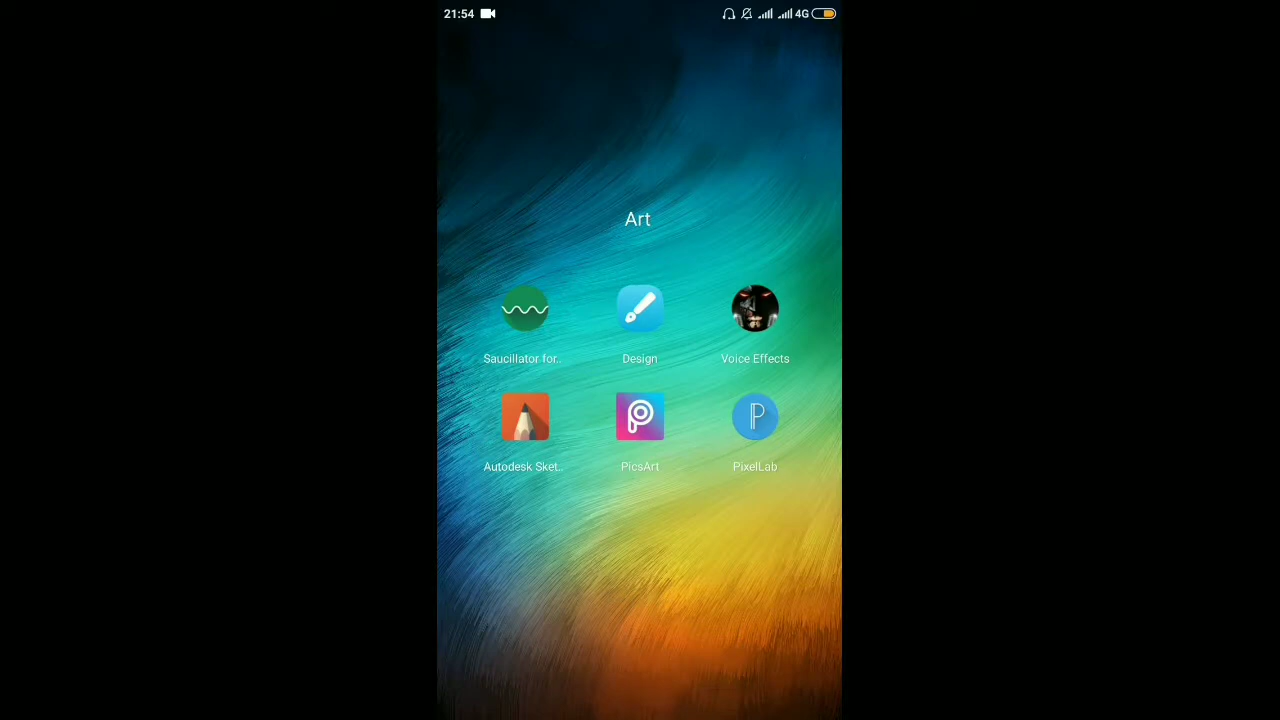 21:54 4G
Art
Saucillator for..
Design
Voice Effects
Autodesk Sket..
PicsArt
PixelLab